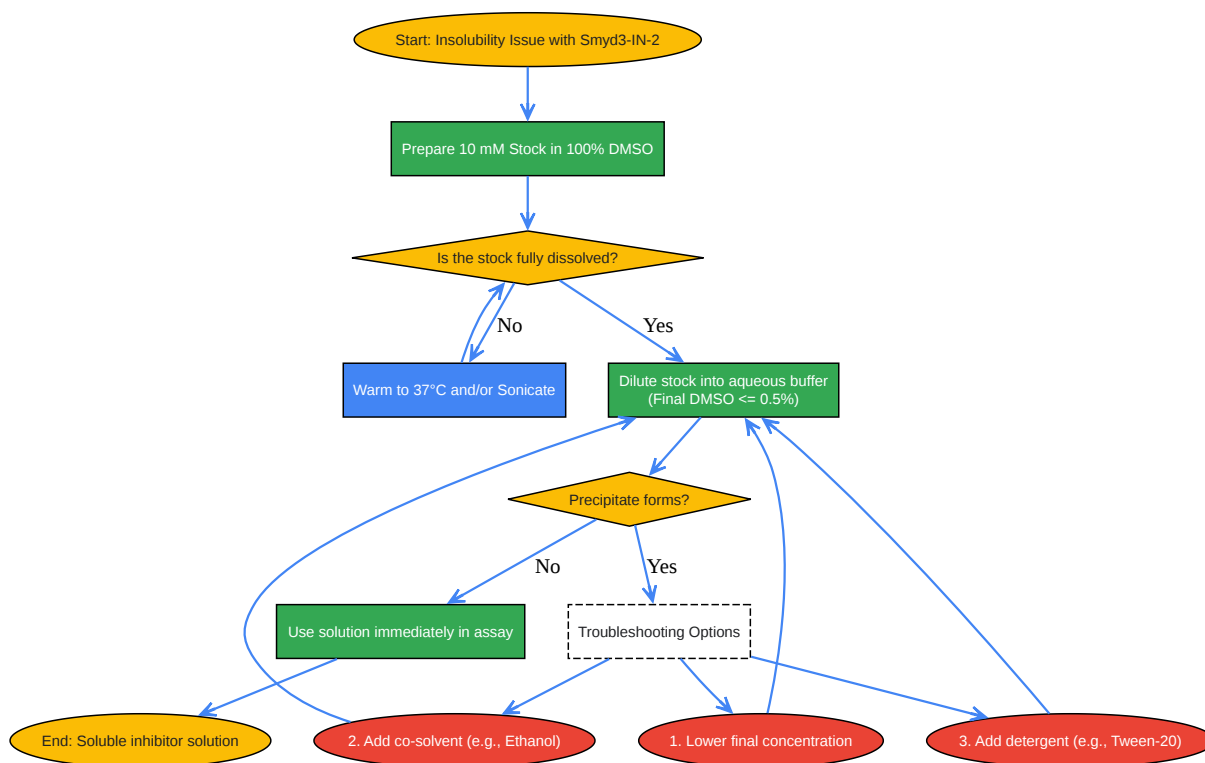 Start: Insolubility Issue with Smyd3-IN-2
Prepare 10 mM Stock in 100% DMSO
Is the stock fully dissolved?
No
Yes
Warm to 37°C and/or Sonicate
Dilute stock into aqueous buffer
(Final DMSO <= 0.5%)
Precipitate forms?
No
Yes
Use solution immediately in assay
Troubleshooting Options
End: Soluble inhibitor solution
2. Add co-solvent (e.g., Ethanol)
1. Lower final concentration
3. Add detergent (e.g., Tween-20)